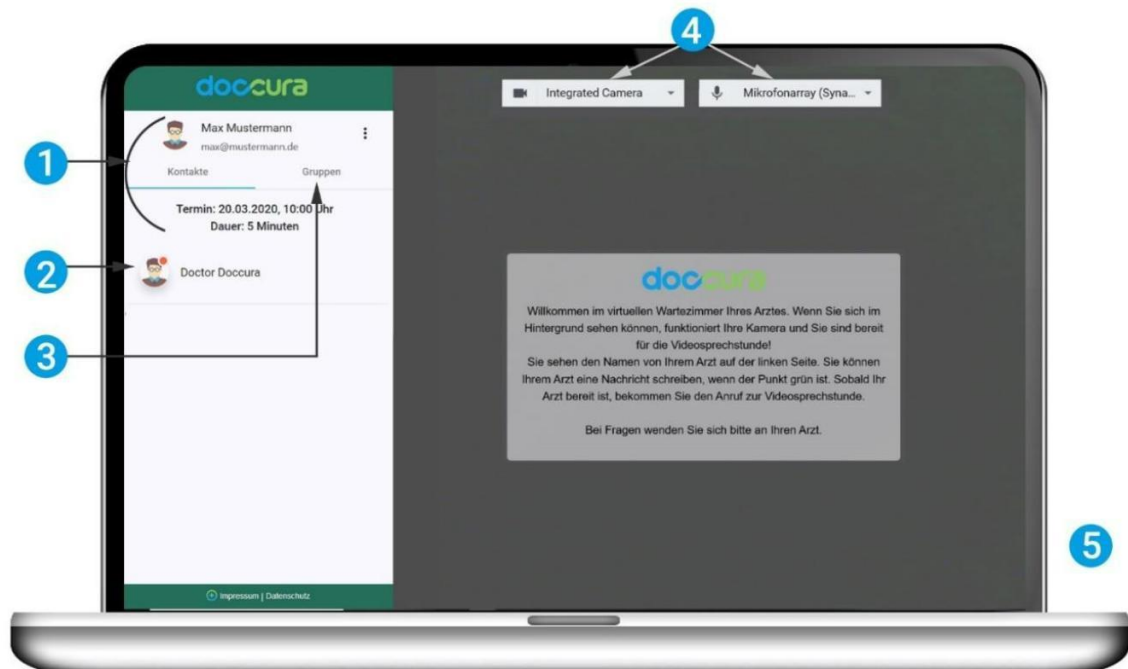 4
doccura
Integrated Camera
Mikrofonarray (Syna...
Max Mustermann
max@mustermann.de
1
Kontakte
Gruppen
Termin: 20.03.2020, 10:00 Uhr
Dauer: 5 Minuten
2
Doctor Doccura
3
doccura
Willkommen im virtuellen Wartezimmer Ihres Arztes. Wenn Sie sich im
Hintergrund sehen können, funktioniert Ihre Kamera und Sie sind bereit
für die Videosprechstunde!
Sie sehen den Namen von Ihrem Arzt auf der linken Seite. Sie können
Ihrem Arzt eine Nachricht schreiben, wenn der Punkt grün ist. Sobald Ihr
Arzt bereit ist, bekommen Sie den Anruf zur Videosprechstunde.
Bei Fragen wenden Sie sich bitte an Ihren Arzt.
5
Impressum | Datenschutz